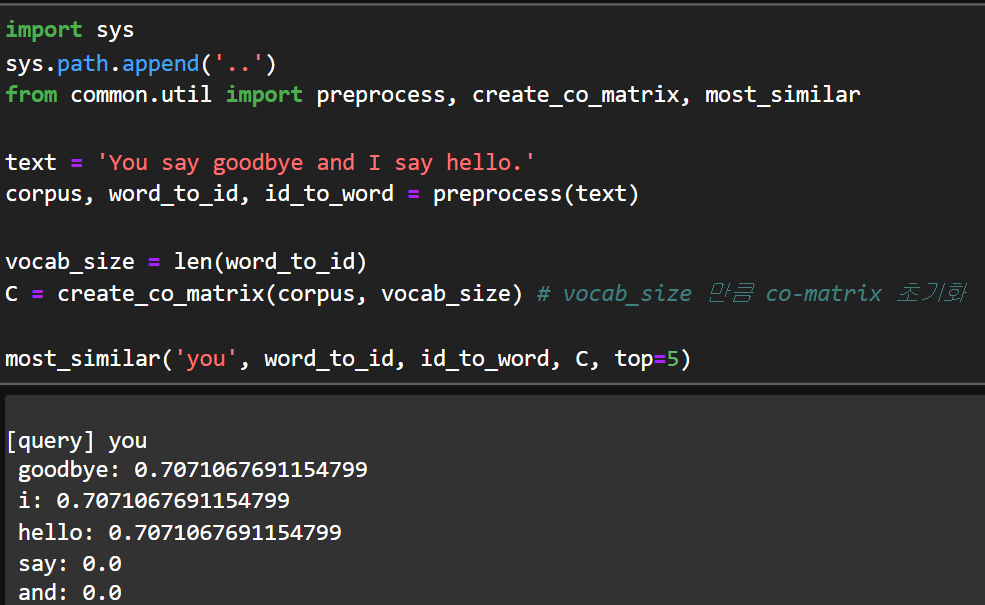 import sys
sys.path.append('..')
from common.util import preprocess, create_co_matrix, most_similar
text = 'You say goodbye and I say hello.'
corpus, word_to_id, id_to_word = preprocess(text)
vocab_size = len(word_to_id)
C = create_co_matrix(corpus, vocab_size) # vocab_size 만큼 co-matrix 초기화
most_similar('you', word_to_id, id_to_word, C, top=5)
[query] you
goodbye: 0.7071067691154799
i: 0.7071067691154799
hello: 0.7071067691154799
say: 0.0
and: 0.0